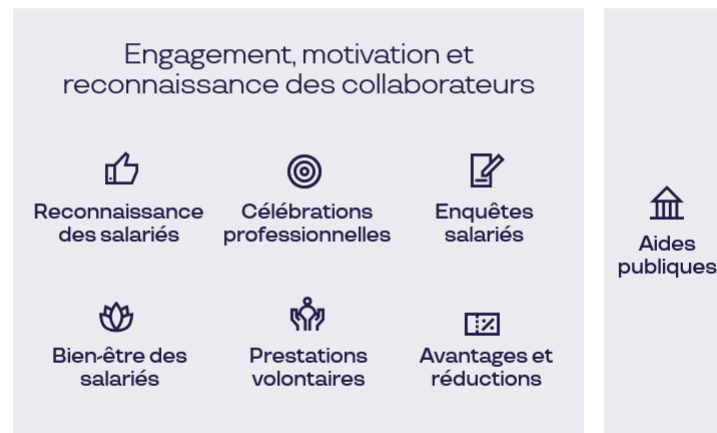 Engagement, motivation et
reconnaissance des collaborateurs
Reconnaissance
des salariés
Célébrations
professionnelles
Enquêtes
salariés
Bien-être des
salariés
Prestations
volontaires
Avantages et
réductions
Aides
publiques